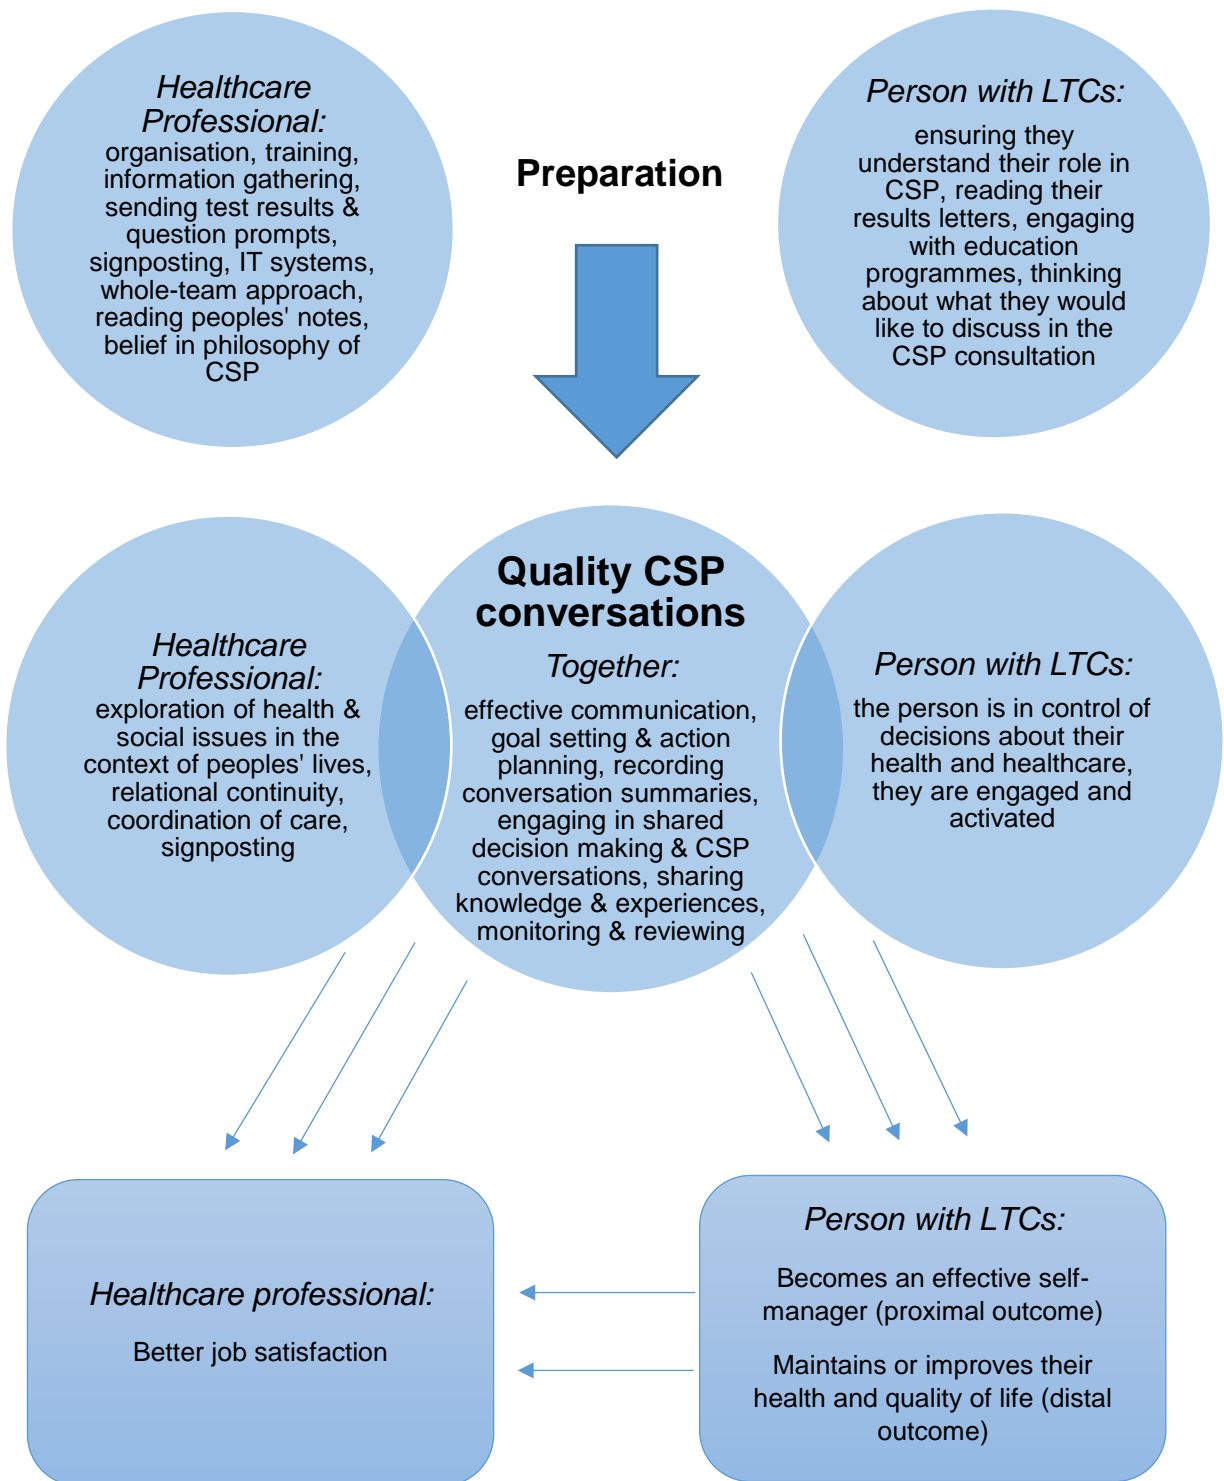 Healthcare
Professional:
organisation, training,
information gathering,
sending test results &
question prompts,
signposting, IT systems,
whole-team approach,
reading peoples' notes,
belief in philosophy of
CSP
Preparation
Person with LTCs:
ensuring they
understand their role in
CSP, reading their
results letters, engaging
with education
programmes, thinking
about what they would
like to discuss in the
CSP consultation
Healthcare
Professional:
exploration of health &
social issues in the
context of peoples' lives,
relational continuity,
coordination of care,
signposting
Quality CSP
conversations
Together:
effective communication,
goal setting & action
planning, recording
conversation summaries,
engaging in shared
decision making & CSP
conversations, sharing
knowledge & experiences,
monitoring & reviewing
Person with LTCs:
the person is in control of
decisions about their
health and healthcare,
they are engaged and
activated
Healthcare professional:
Better job satisfaction
Person with LTCs:
Becomes an effective self-
manager (proximal outcome)
Maintains or improves their
health and quality of life (distal
outcome)